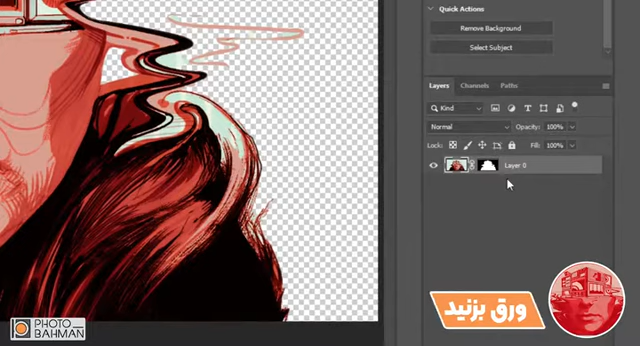 Quick Actions
Remove Background
Select Subject
Layers Channels Paths
Kind
Normal Opacity: 100%
Lock: Fill: 100%
Layer 0
ورق بزنید
PHOTO
BAHMAN